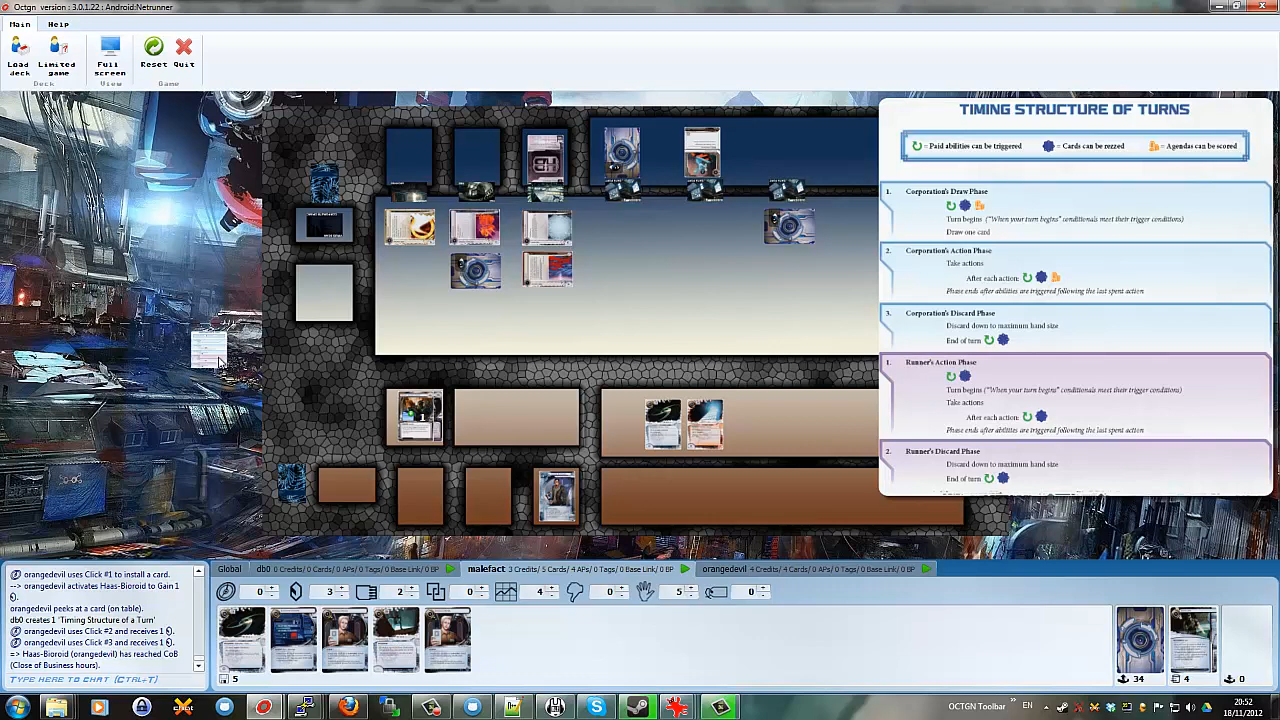 Octgn version : 3.0.1.22 : Android:Netrunner
Main Help
Load deck
Limited game
Full screen
Reset Quit
Deck View Game
TIMING STRUCTURE OF TURNS
= Paid abilities can be triggered = Cards can be rezzed = Agendas can be scored
1. Corporation's Draw Phase
Turn begins ("When your turn begins" conditionals meet their trigger conditions)
Draw one card
2. Corporation's Action Phase
Take actions
After each action:
Phase ends after abilities are triggered following the last spent action
3. Corporation's Discard Phase
Discard down to maximum hand size
End of turn
1. Runner's Action Phase
Turn begins ("When your turn begins" conditionals meet their trigger conditions)
Take actions
After each action:
Phase ends after abilities are triggered following the last spent action
2. Runner's Discard Phase
Discard down to maximum hand size
End of turn
orangedevil uses Click #1 to install a card.
=> orangedevil activates Haas-Bioroid to Gain 1
orangedevil peeks at a card (on table).
db0 creates 1 'Timing Structure of a Turn'.
orangedevil uses Click #2 and receives 1
orangedevil uses Click #3 and receives 1
=> Haas-Bioroid (orangedevil) has reached CoB
(Close of Business hours).
TYPE HERE TO CHAT (CTRL+T)
Global db0 0 Credits/ 0 Cards/ 0 APs/ 0 Tags/ 0 Base Link/ 0 BP malefact 3 Credits/ 5 Cards/ 4 APs/ 0 Tags/ 0 Base Link/ 0 BP orangedevil 4 Credits/ 4 Cards/ 0 APs/ 0 Tags/ 0 Base Link/ 0 BP
0 3 2 0 4 0 5 0
5 34 4 0
OCTGN Toolbar EN 20:52
18/11/2012